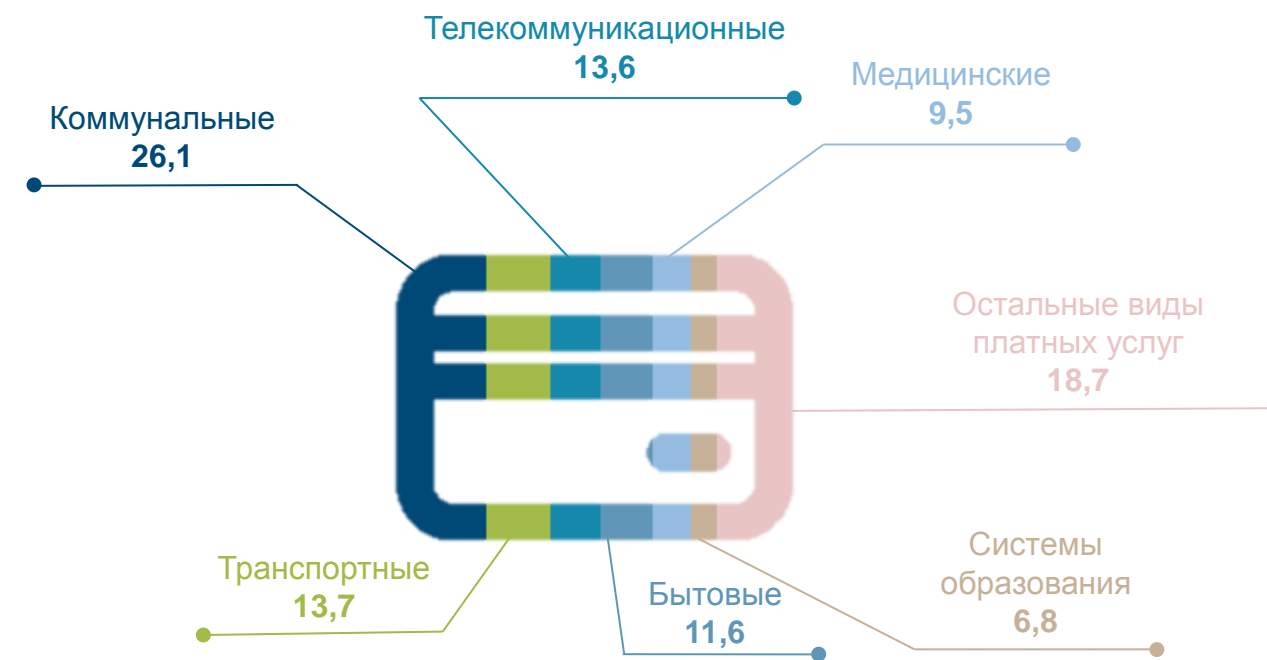 Телекоммуникационные
13,6
Медицинские
9,5
Коммунальные
26,1
Остальные виды
платных услуг
18,7
Транспортные
13,7
Бытовые
11,6
Системы
образования
6,8